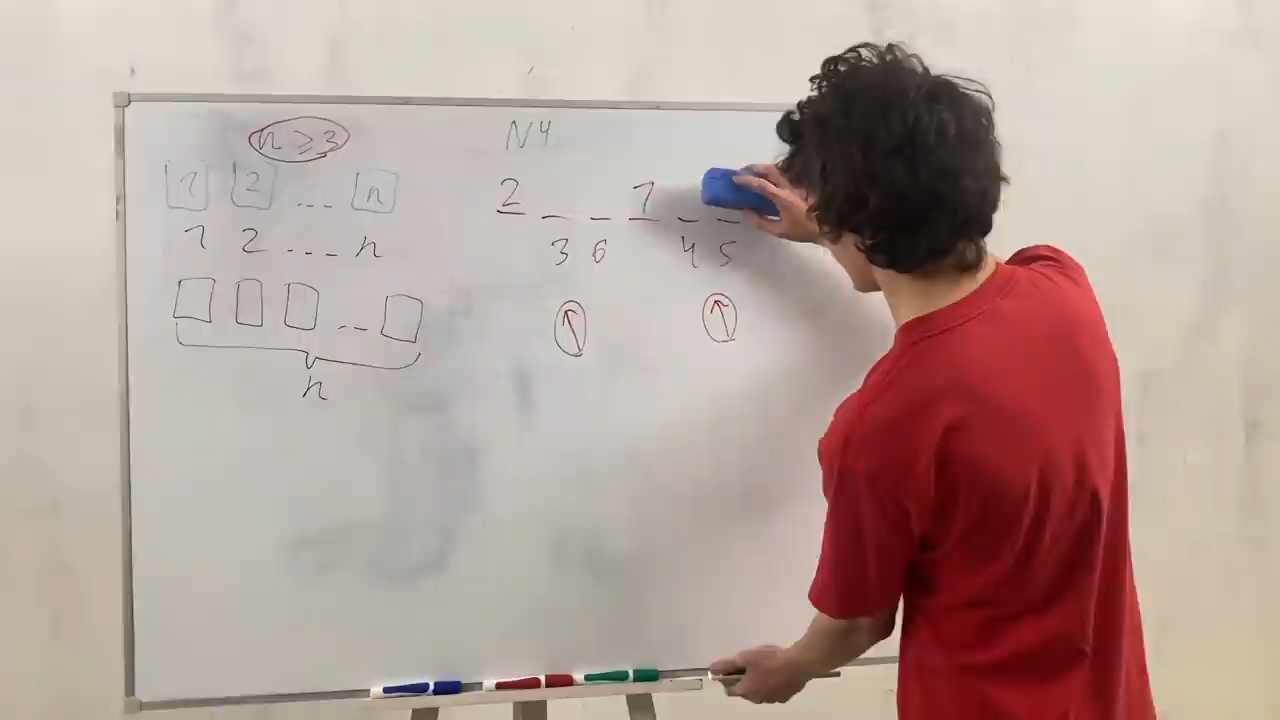 n ≥ 3
1 2 ... n
1 2 ... n
n
N4
2 _ _ 1 _ _
3 6 4 5